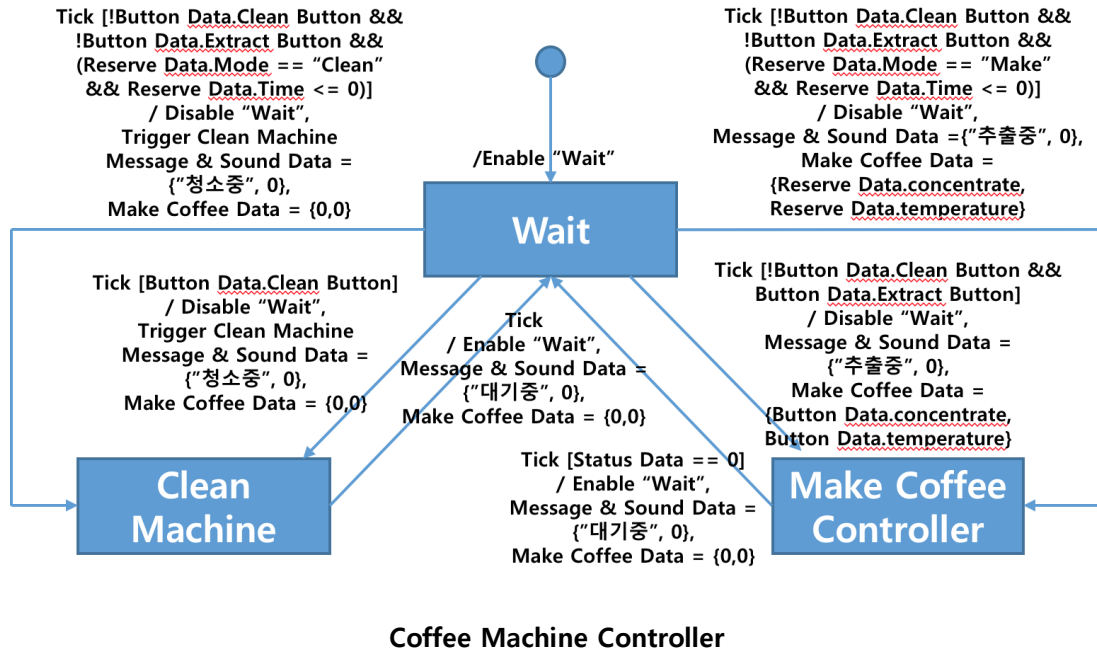 Tick [!Button Data.Clean Button &&
!Button Data.Extract Button &&
(Reserve Data.Mode == “Clean”
&& Reserve Data.Time <= 0)]
/ Disable “Wait”,
Trigger Clean Machine
Message & Sound Data =
{”청소중”, 0},
Make Coffee Data = {0,0}
/Enable “Wait”
Tick [!Button Data.Clean Button &&
!Button Data.Extract Button &&
(Reserve Data.Mode == "Make"
&& Reserve Data.Time <= 0)]
/ Disable “Wait”,
Message & Sound Data ={”추출중”, 0},
Make Coffee Data =
{Reserve Data.concentrate,
Reserve Data.temperature}
Wait
Tick [Button Data.Clean Button]
/ Disable “Wait”,
Trigger Clean Machine
Message & Sound Data =
{”청소중”, 0},
Make Coffee Data = {0,0}
Tick
/ Enable “Wait”,
Message & Sound Data =
{”대기중”, 0},
Make Coffee Data = {0,0}
Tick [!Button Data.Clean Button &&
Button Data.Extract Button]
/ Disable “Wait”,
Message & Sound Data =
{”추출중”, 0},
Make Coffee Data =
{Button Data.concentrate,
Button Data.temperature}
Tick [Status Data == 0]
/ Enable “Wait”,
Message & Sound Data =
{”대기중”, 0},
Make Coffee Data = {0,0}
Clean
Machine
Make Coffee
Controller
Coffee Machine Controller